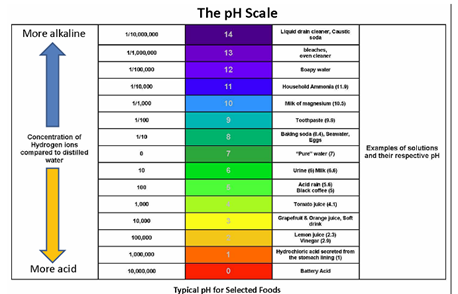 The pH Scale
More alkaline
Concentration of
Hydrogen ions
compared to distilled
water
More acid
1/10,000,000 14 Liquid drain cleaner, Caustic
soda
1/1,000,000 13 bleaches,
oven cleaner
1/100,000 12 Soapy water
1/10,000 11 Household Ammonia (11.9)
1/1,000 10 Milk of magnesium (10.5)
1/100 9 Toothpaste (9.9)
1/10 8 Baking soda (8.4), Seawater,
Eggs
0 7 "Pure" water (7)
10 6 Urine (6) Milk (6.6)
100 5 Acid rain (5.6)
Black coffee (5)
1,000 4 Tomato juice (4.1)
10,000 3 Grapefruit & Orange juice, Soft
drink
100,000 2 Lemon juice (2.3)
Vinegar (2.9)
1,000,000 1 Hydrochloric acid secreted from
the stomach lining (1)
10,000,000 0 Battery Acid
Examples of solutions
and their respective pH
Typical pH for Selected Foods